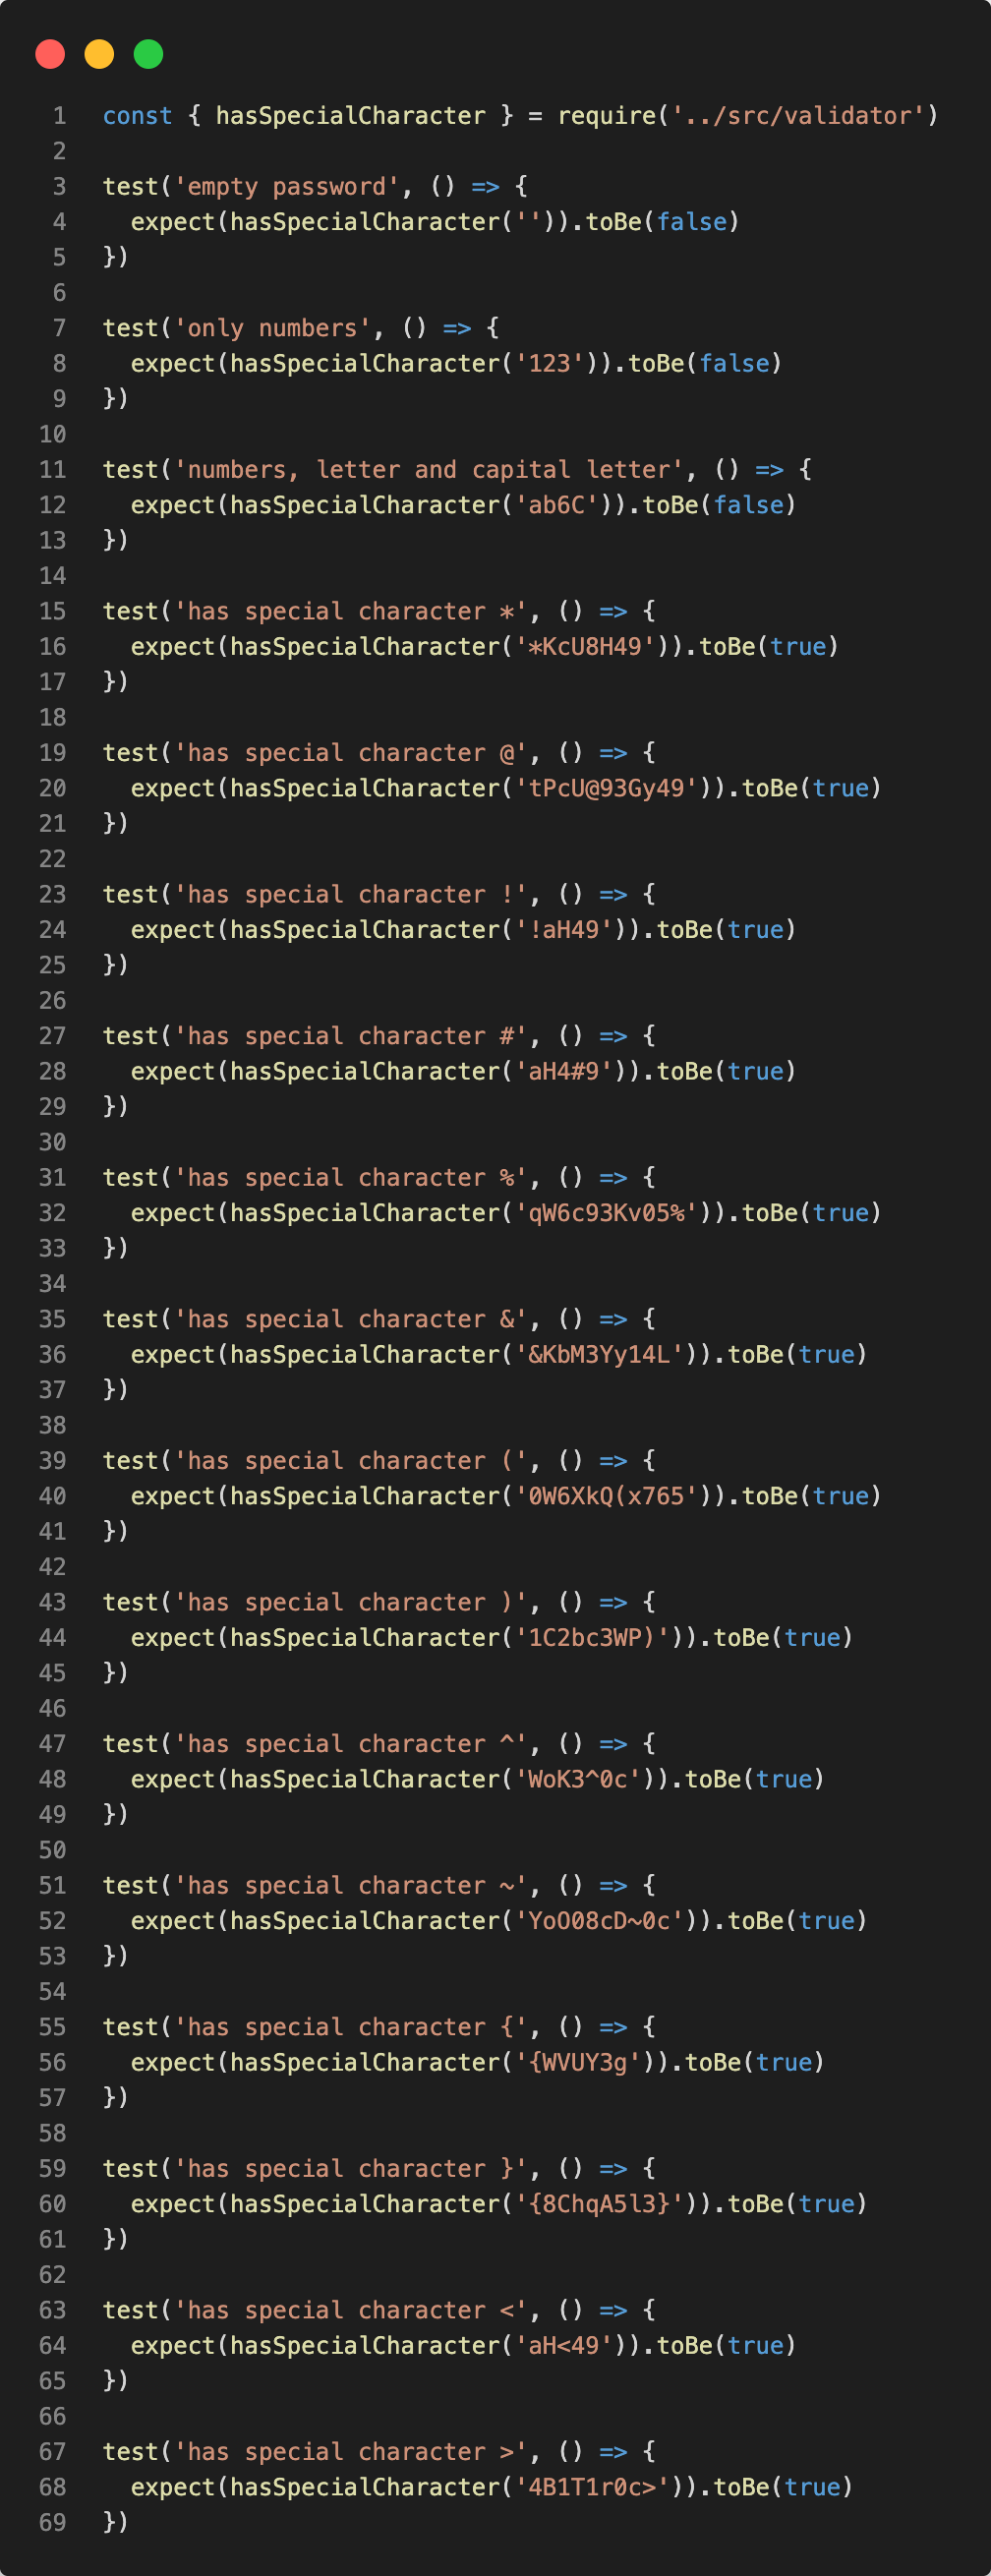 1 const { hasSpecialCharacter } = require('../src/validator')
2
3 test('empty password', () => {
4   expect(hasSpecialCharacter('')).toBe(false)
5 })
6
7 test('only numbers', () => {
8   expect(hasSpecialCharacter('123')).toBe(false)
9 })
10
11 test('numbers, letter and capital letter', () => {
12   expect(hasSpecialCharacter('ab6C')).toBe(false)
13 })
14
15 test('has special character *', () => {
16   expect(hasSpecialCharacter('*KcU8H49')).toBe(true)
17 })
18
19 test('has special character @', () => {
20   expect(hasSpecialCharacter('tPcU@93Gy49')).toBe(true)
21 })
22
23 test('has special character !', () => {
24   expect(hasSpecialCharacter('!aH49')).toBe(true)
25 })
26
27 test('has special character #', () => {
28   expect(hasSpecialCharacter('aH4#9')).toBe(true)
29 })
30
31 test('has special character %', () => {
32   expect(hasSpecialCharacter('qW6c93Kv05%')).toBe(true)
33 })
34
35 test('has special character &', () => {
36   expect(hasSpecialCharacter('&KbM3Yy14L')).toBe(true)
37 })
38
39 test('has special character (', () => {
40   expect(hasSpecialCharacter('0W6XkQ(x765')).toBe(true)
41 })
42
43 test('has special character )', () => {
44   expect(hasSpecialCharacter('1C2bc3WP)')).toBe(true)
45 })
46
47 test('has special character ^', () => {
48   expect(hasSpecialCharacter('WoK3^0c')).toBe(true)
49 })
50
51 test('has special character ~', () => {
52   expect(hasSpecialCharacter('YoO08cD~0c')).toBe(true)
53 })
54
55 test('has special character {', () => {
56   expect(hasSpecialCharacter('{WVUY3g')).toBe(true)
57 })
58
59 test('has special character }', () => {
60   expect(hasSpecialCharacter('{8ChqA5l3}')).toBe(true)
61 })
62
63 test('has special character <', () => {
64   expect(hasSpecialCharacter('aH<49')).toBe(true)
65 })
66
67 test('has special character >', () => {
68   expect(hasSpecialCharacter('4B1T1r0c>')).toBe(true)
69 })